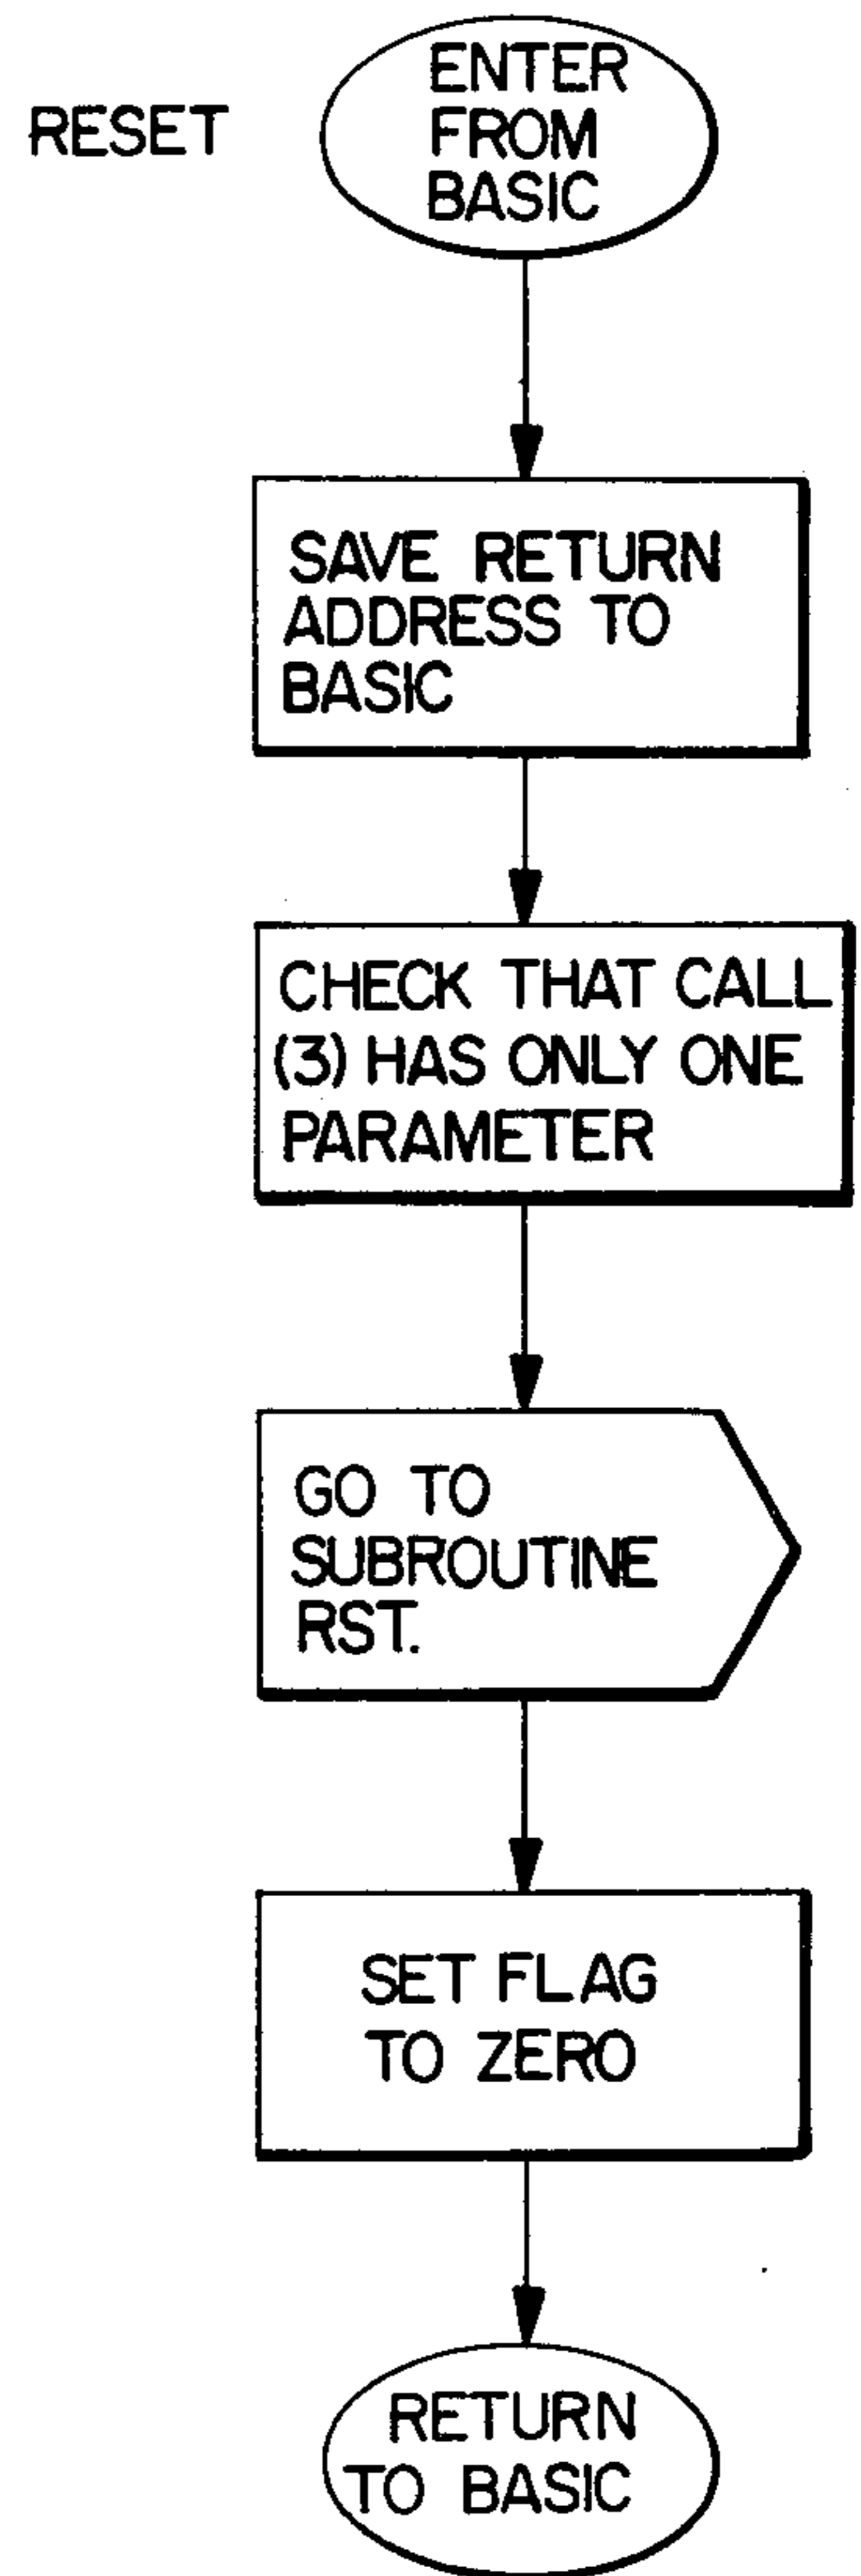 RESET
ENTER
FROM
BASIC
SAVE RETURN
ADDRESS TO
BASIC
CHECK THAT CALL
(3) HAS ONLY ONE
PARAMETER
GO TO
SUBROUTINE
RST.
SET FLAG
TO ZERO
RETURN
TO BASIC